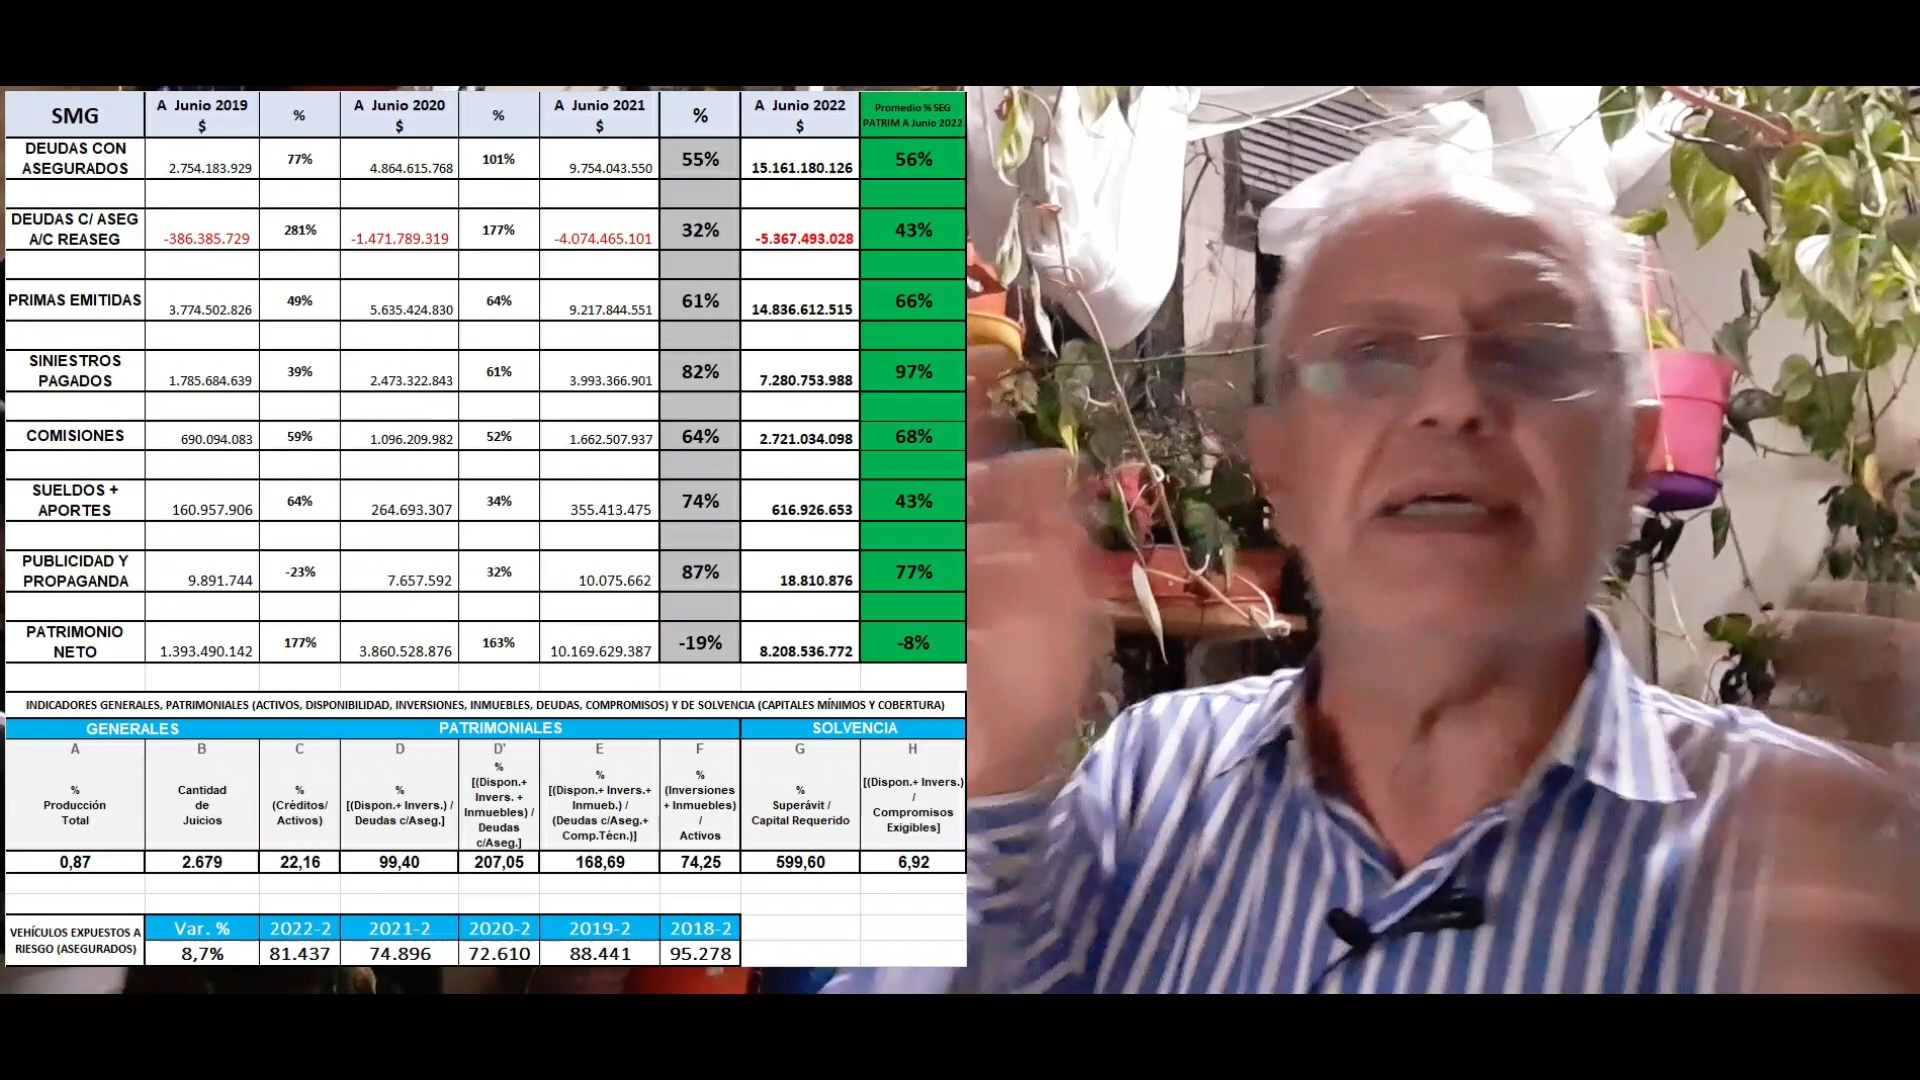 SMG A Junio 2019 $ % A Junio 2020 $ % A Junio 2021 $ % A Junio 2022 $ Promedio % SEG PATRIM A Junio 2022
DEUDAS CON ASEGURADOS 2.754.183.929 77% 4.864.615.768 101% 9.754.043.550 55% 15.161.180.126 56%
DEUDAS C/ ASEG A/C REASEG -386.385.729 281% -1.471.789.319 177% -4.074.465.101 32% -5.367.493.028 43%
PRIMAS EMITIDAS 3.774.502.826 49% 5.635.424.830 64% 9.217.844.551 61% 14.836.612.515 66%
SINIESTROS PAGADOS 1.785.684.639 39% 2.473.322.843 61% 3.993.366.901 82% 7.280.753.988 97%
COMISIONES 690.094.083 59% 1.096.209.982 52% 1.662.507.937 64% 2.721.034.098 68%
SUELDOS + APORTES 160.957.906 64% 264.693.307 34% 355.413.475 74% 616.926.653 43%
PUBLICIDAD Y PROPAGANDA 9.891.744 -23% 7.657.592 32% 10.075.662 87% 18.810.876 77%
PATRIMONIO NETO 1.393.490.142 177% 3.860.528.876 163% 10.169.629.387 -19% 8.208.536.772 -8%
INDICADORES GENERALES, PATRIMONIALES (ACTIVOS, DISPONIBILIDAD, INVERSIONES, INMUEBLES, DEUDAS, COMPROMISOS) Y DE SOLVENCIA (CAPITALES MÍNIMOS Y COBERTURA)
GENERALES PATRIMONIALES SOLVENCIA
A B C D D' E F G H
% Producción Total
Cantidad de Juicios
% (Créditos/ Activos)
% [(Dispon.+ Invers.) / Deudas c/Aseg.]
% [(Dispon.+ Invers. + Inmuebles) / Deudas c/Aseg.]
% [(Dispon.+ Invers.+ Inmueb.) / (Deudas c/Aseg.+ Comp.Técn.)]
% (Inversiones + Inmuebles) / Activos
% Superávit / Capital Requerido
[(Dispon.+ Invers.) / Compromisos Exigibles]
0,87 2.679 22,16 99,40 207,05 168,69 74,25 599,60 6,92
VEHÍCULOS EXPUESTOS A RIESGO (ASEGURADOS)
Var. % 2022-2 2021-2 2020-2 2019-2 2018-2
8,7% 81.437 74.896 72.610 88.441 95.278